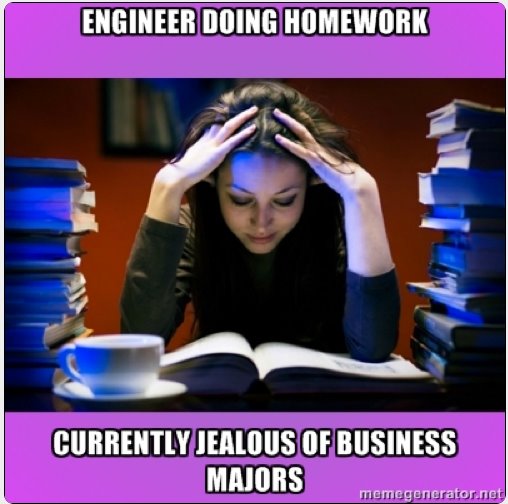 ENGINEER DOING HOMEWORK
CURRENTLY JEALOUS OF BUSINESS
MAJORS
memegenerator.net